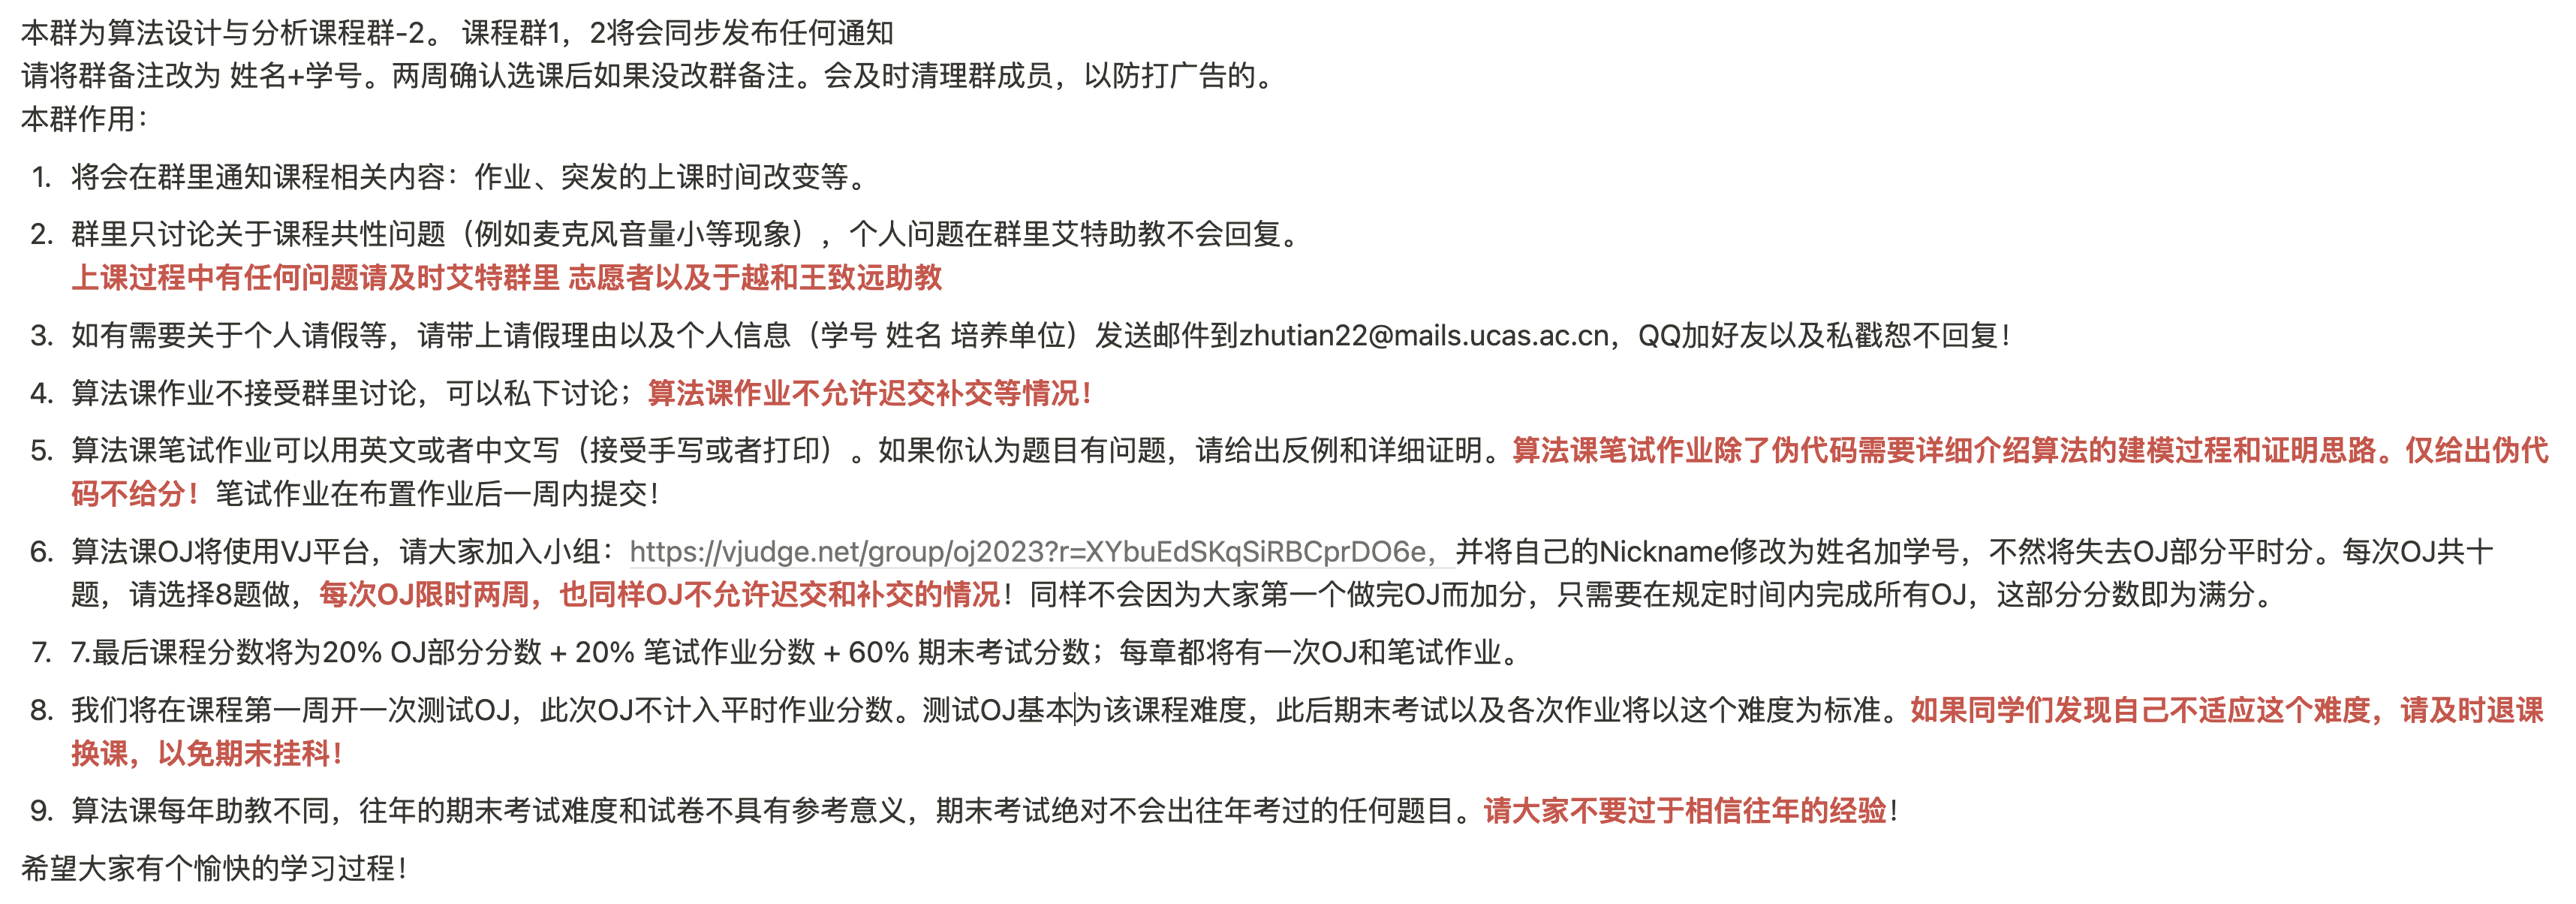 本群为算法设计与分析课程群-2。 课程群1，2将会同步发布任何通知
请将群备注改为 姓名+学号。两周确认选课后如果没改群备注。会及时清理群成员，以防打广告的。
本群作用：
1. 将会在群里通知课程相关内容：作业、突发的上课时间改变等。
2. 群里只讨论关于课程共性问题（例如麦克风音量小等现象），个人问题在群里艾特助教不会回复。
上课过程中有任何问题请及时艾特群里 志愿者以及于越和王致远助教
3. 如有需要关于个人请假等，请带上请假理由以及个人信息（学号 姓名 培养单位）发送邮件到zhutian22@mails.ucas.ac.cn，QQ加好友以及私戳恕不回复！
4. 算法课作业不接受群里讨论，可以私下讨论；算法课作业不允许迟交补交等情况！
5. 算法课笔试作业可以用英文或者中文写（接受手写或者打印）。如果你认为题目有问题，请给出反例和详细证明。算法课笔试作业除了伪代码需要详细介绍算法的建模过程和证明思路。仅给出伪代
码不给分！笔试作业在布置作业后一周内提交！
6. 算法课OJ将使用VJ平台，请大家加入小组：https://vjudge.net/group/oj2023?r=XYbuEdSKqSiRBCprDO6e，并将自己的Nickname修改为姓名加学号，不然将失去OJ部分平时分。每次OJ共十
题，请选择8题做，每次OJ限时两周，也同样OJ不允许迟交和补交的情况！同样不会因为大家第一个做完OJ而加分，只需要在规定时间内完成所有OJ，这部分分数即为满分。
7. 7.最后课程分数将为20% OJ部分分数 + 20% 笔试作业分数 + 60% 期末考试分数；每章都将有一次OJ和笔试作业。
8. 我们将在课程第一周开一次测试OJ，此次OJ不计入平时作业分数。测试OJ基本为该课程难度，此后期末考试以及各次作业将以这个难度为标准。如果同学们发现自己不适应这个难度，请及时退课
换课，以免期末挂科！
9. 算法课每年助教不同，往年的期末考试难度和试卷不具有参考意义，期末考试绝对不会出往年考过的任何题目。请大家不要过于相信往年的经验！
希望大家有个愉快的学习过程！